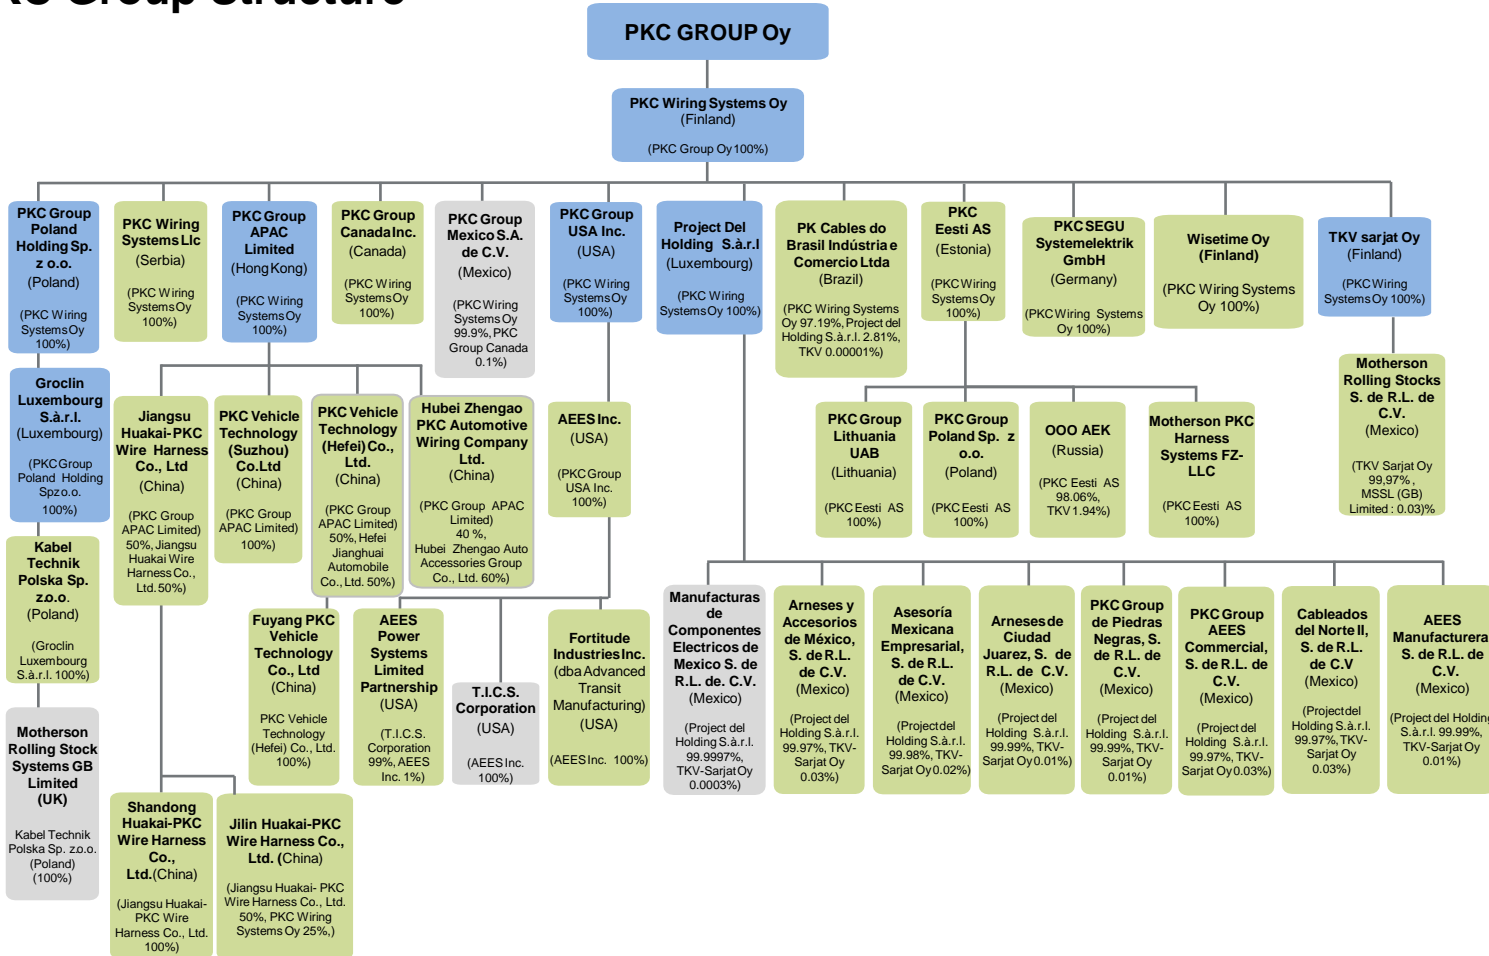 KC Group Structure
PKC GROUP Oy
PKC Wiring Systems Oy
(Finland)
(PKC Group Oy 100%)
PKC Group
Poland
Holding Sp.
z o.o.
(Poland)
(PKC Wiring
Systems Oy
100%)
PKC Wiring
Systems Llc
(Serbia)
(PKC Wiring
Systems Oy
100%)
PKC Group
APAC
Limited
(Hong Kong)
(PKC Wiring
Systems Oy
100%)
PKC Group
Canada Inc.
(Canada)
(PKC Wiring
Systems Oy
100%)
PKC Group
Mexico S.A.
de C.V.
(Mexico)
(PKC Wiring
Systems Oy
99.9%, PKC
Group Canada
0.1%)
PKC Group
USA Inc.
(USA)
(PKC Wiring
Systems Oy
100%)
Project Del
Holding S.à.r.l
(Luxembourg)
(PKC Wiring
Systems Oy 100%)
PK Cables do
Brasil Indústria e
Comercio Ltda
(Brazil)
(PKC Wiring Systems
Oy 97.19%, Project del
Holding S.à.r.l. 2.81%,
TKV 0.00001%)
PKC
Eesti AS
(Estonia)
(PKC Wiring
Systems Oy
100%)
PKC SEGU
Systemelektrik
GmbH
(Germany)
(PKC Wiring Systems
Oy 100%)
Wisetime Oy
(Finland)
(PKC Wiring Systems
Oy 100%)
TKV sarjat Oy
(Finland)
(PKC Wiring
Systems Oy 100%)
Groclin
Luxembourg
S.à.r.l.
(Luxembourg)
(PKC Group
Poland Holding
Sp z o.o.
100%)
Jiangsu
Huakai-PKC
Wire Harness
Co., Ltd
(China)
(PKC Group
APAC Limited)
50%, Jiangsu
Huakai Wire
Harness Co.,
Ltd. 50%)
PKC Vehicle
Technology
(Suzhou)
Co.Ltd
(China)
(PKC Group
APAC Limited)
100%)
PKC Vehicle
Technology
(Hefei) Co.,
Ltd.
(China)
(PKC Group
APAC Limited)
50%, Hefei
Jianghuai
Automobile
Co., Ltd. 50%)
Hubei Zhengao
PKC Automotive
Wiring Company
Ltd.
(China)
(PKC Group APAC
Limited)
40 %,
Hubei Zhengao Auto
Accessories Group
Co., Ltd. 60%)
AEES Inc.
(USA)
(PKC Group
USA Inc.
100%)
PKC Group
Lithuania
UAB
(Lithuania)
(PKC Eesti AS
100%)
PKC Group
Poland Sp. z
o.o.
(Poland)
(PKC Eesti AS
100%)
OOO AEK
(Russia)
(PKC Eesti AS
98.06%,
TKV 1.94%)
Motherson PKC
Harness
Systems FZ-
LLC
(PKC Eesti AS
100%)
Motherson
Rolling Stocks
S. de R.L. de
C.V.
(Mexico)
(TKV Sarjat Oy
99,97% ,
MSSL (GB)
Limited : 0.03)%
Kabel
Technik
Polska Sp.
z.o.o.
(Poland)
(Groclin
Luxembourg
S.à.r.l. 100%)
Fuyang PKC
Vehicle
Technology
Co., Ltd
(China)
PKC Vehicle
Technology
(Hefei) Co., Ltd.
100%)
AEES
Power
Systems
Limited
Partnership
(USA)
(T.I.C.S.
Corporation
99%, AEES
Inc. 1%)
T.I.C.S.
Corporation
(USA)
(AEES Inc.
100%)
Fortitude
Industries Inc.
(dba Advanced
Transit
Manufacturing)
(USA)
(AEES Inc. 100%)
Manufacturas
de
Componentes
Electricos de
Mexico S. de
R.L. de. C.V.
(Mexico)
(Project del
Holding S.à.r.l.
99.9997%,
TKV-Sarjat Oy
0.0003%)
Arneses y
Accesorios
de México,
S. de R.L.
de C.V.
(Mexico)
(Project del
Holding S.à.r.l.
99.97%, TKV-
Sarjat Oy
0.03%)
Asesoría
Mexicana
Empresarial,
S. de R.L.
de C.V.
(Mexico)
(Project del
Holding S.à.r.l.
99.98%, TKV-
Sarjat Oy 0.02%)
Arneses de
Ciudad
Juarez, S. de
R.L. de C.V.
(Mexico)
(Project del
Holding S.à.r.l.
99.99%, TKV-
Sarjat Oy 0.01%)
PKC Group
de Piedras
Negras, S.
de R.L. de
C.V.
(Mexico)
(Project del
Holding S.à.r.l.
99.99%, TKV-
Sarjat Oy
0.01%)
PKC Group
AEES
Commercial,
S. de R.L. de
C.V.
(Mexico)
(Project del
Holding S.à.r.l.
99.97%, TKV-
Sarjat Oy 0.03%)
Cableados
del Norte II,
S. de R.L.
de C.V
(Mexico)
(Project del
Holding S.à.r.l.
99.97%, TKV-
Sarjat Oy
0.03%)
AEES
Manufacturera
S. de R.L. de
C.V.
(Mexico)
(Project del Holding
S.à.r.l. 99.99%,
TKV-Sarjat Oy
0.01%)
Motherson
Rolling Stock
Systems GB
Limited
(UK)
Kabel Technik
Polska Sp. z.o.o.
(Poland)
(100%)
Shandong
Huakai-PKC
Wire Harness
Co.,
Ltd.(China)
(Jiangsu Huakai-
PKC Wire
Harness Co., Ltd.
100%)
Jilin Huakai-PKC
Wire Harness Co.,
Ltd. (China)
(Jiangsu Huakai- PKC
Wire Harness Co., Ltd.
50%, PKC Wiring
Systems Oy 25%,)